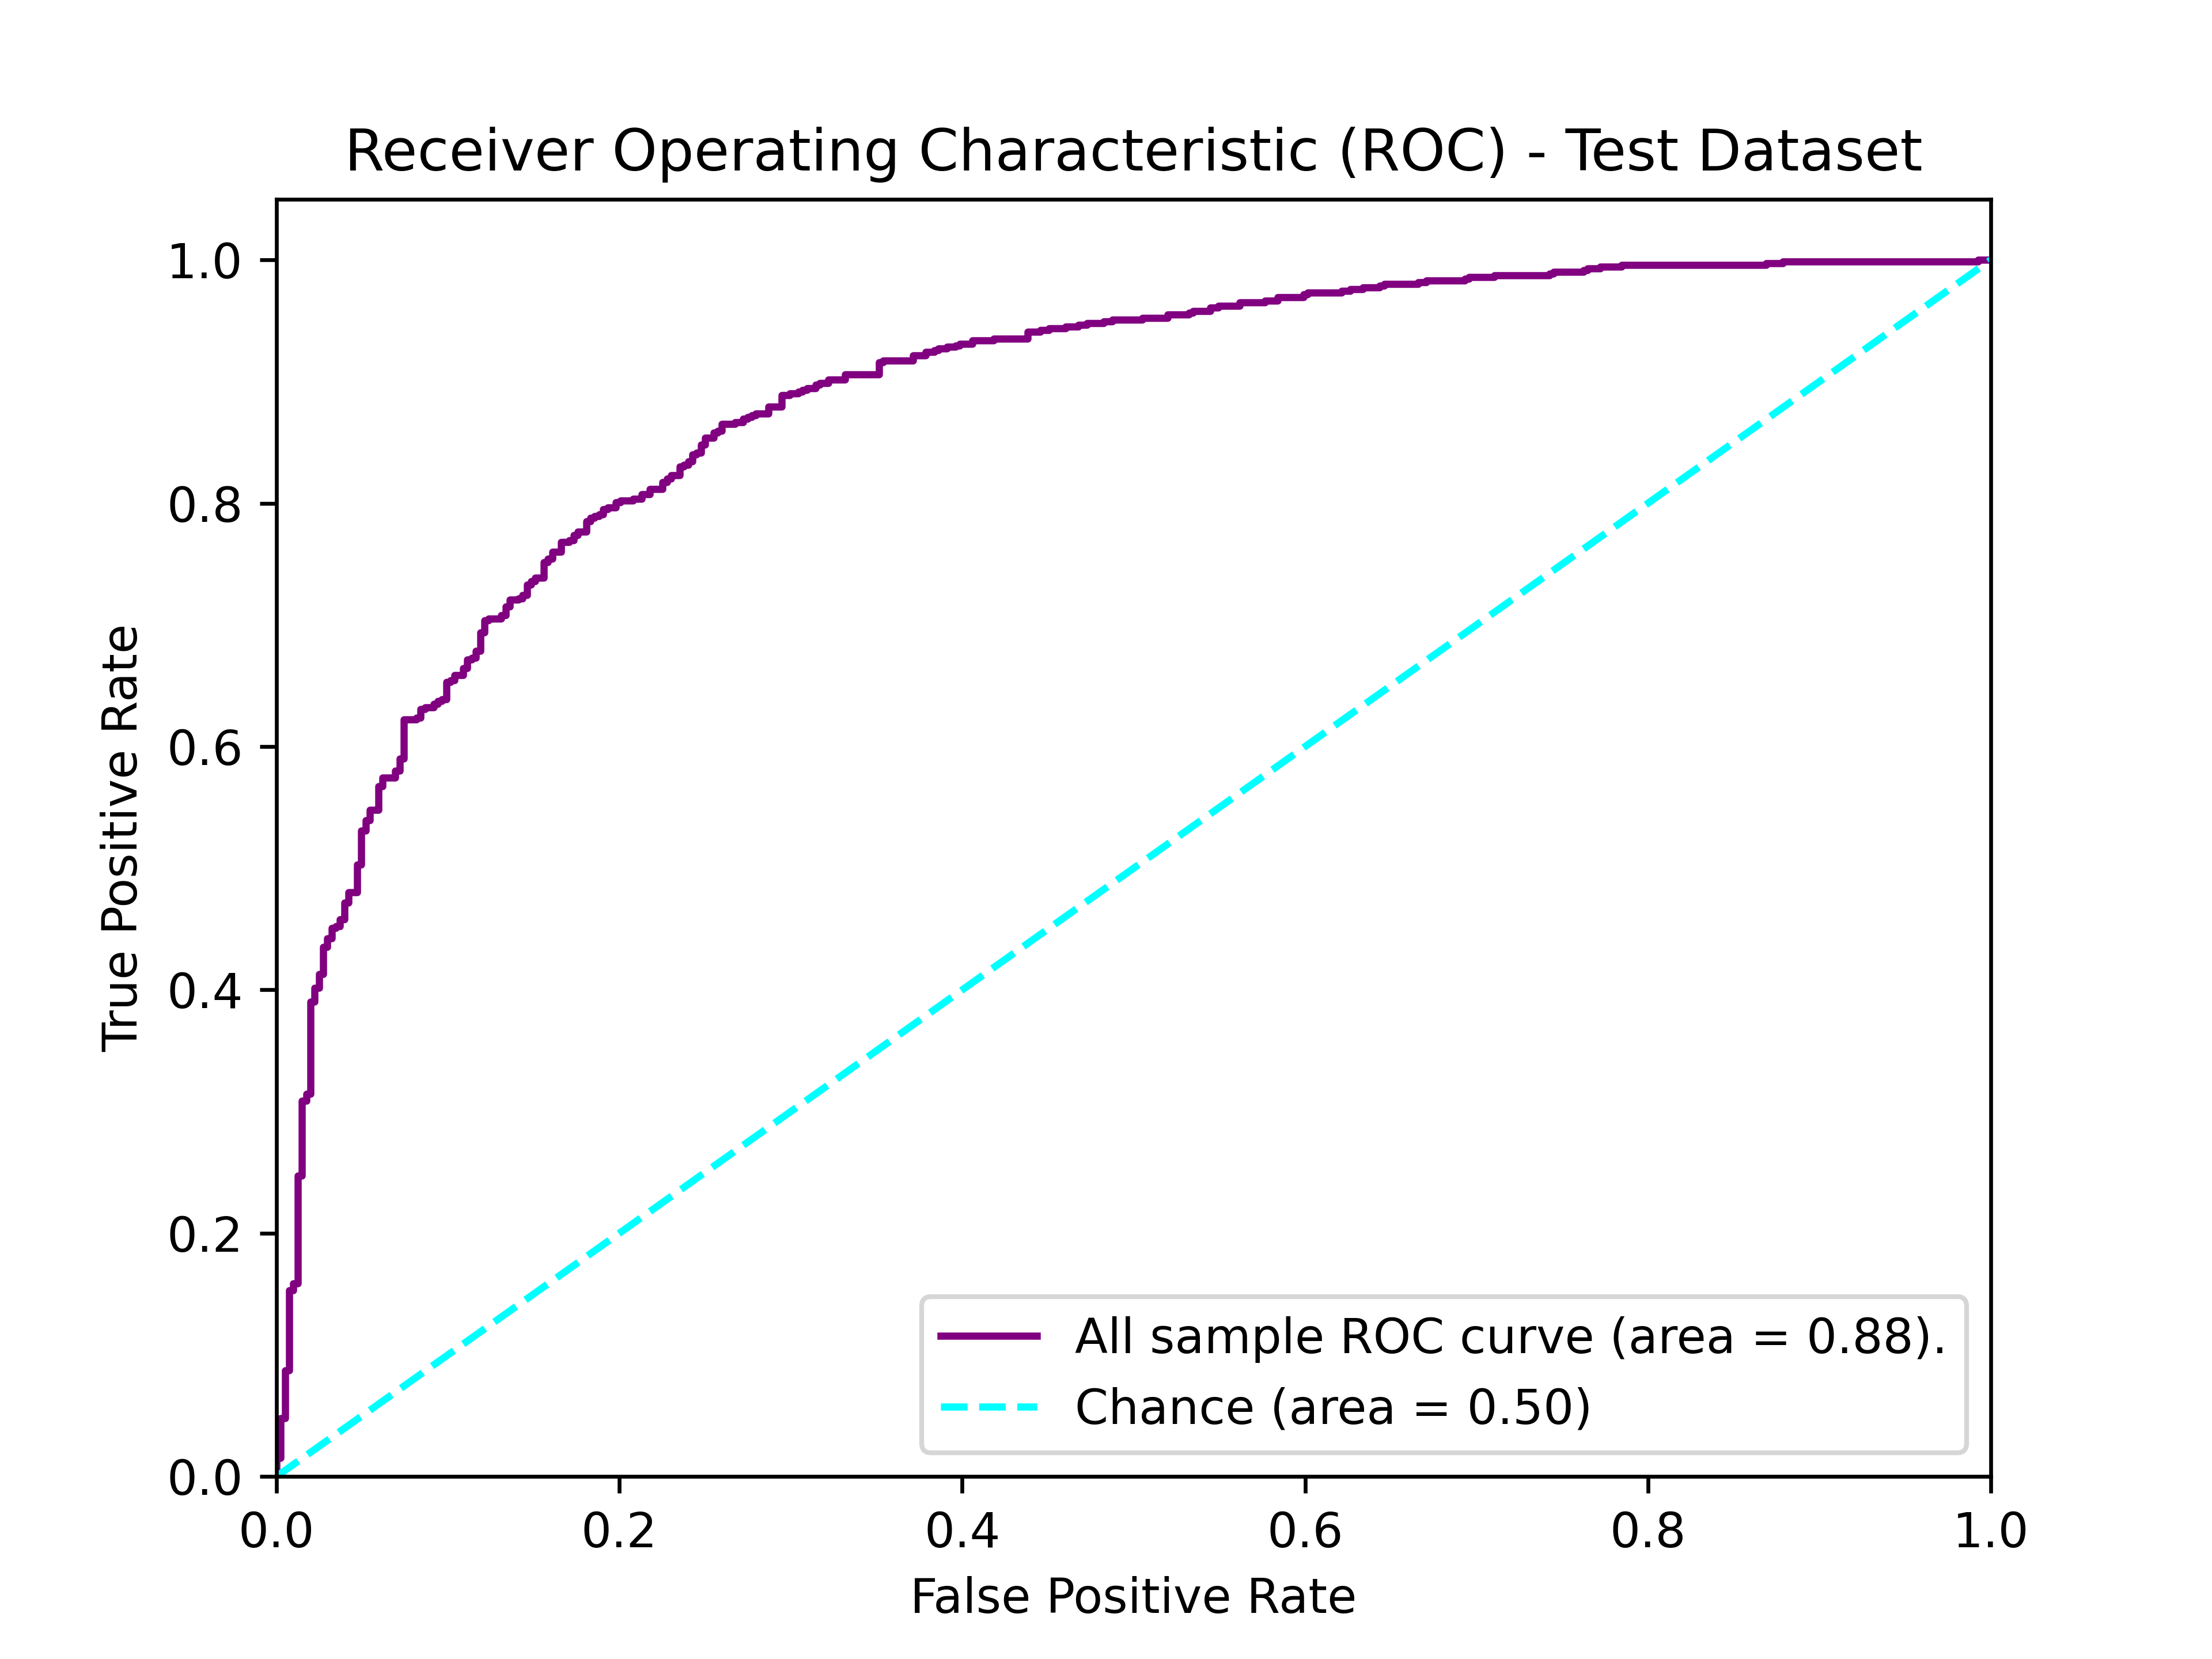 Receiver Operating Characteristic (ROC) - Test Dataset
1.0
0.8
0.6
0.4
0.2
0.0
True Positive Rate
All sample ROC curve (area = 0.88).
Chance (area = 0.50)
0.0 0.2 0.4 0.6 0.8 1.0
False Positive Rate